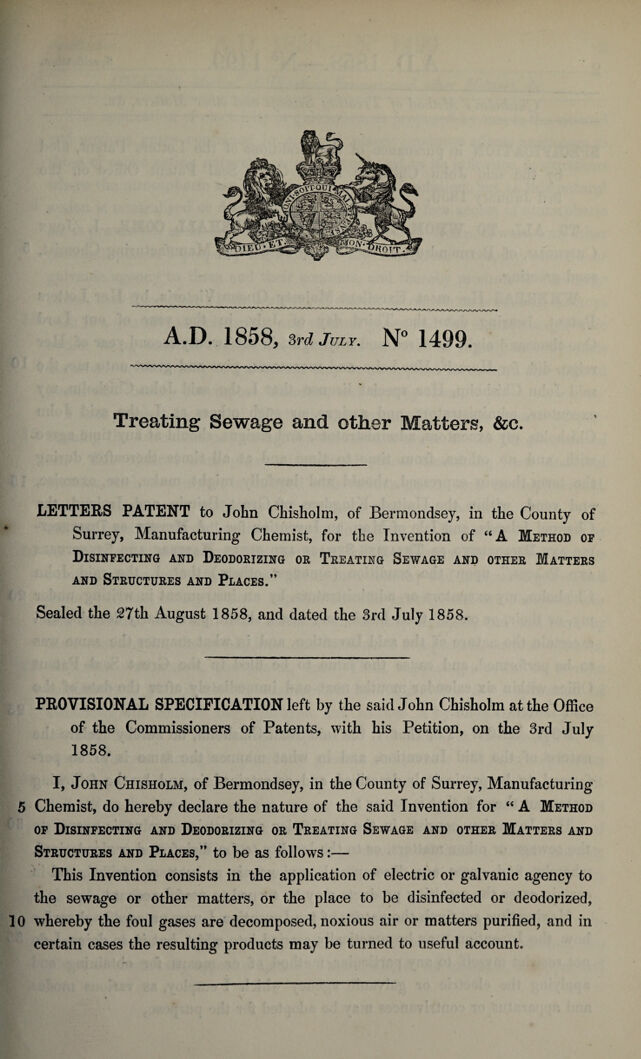 HONI SOIT QUI MAL
DIEU ET MON DROIT.
A.D. 1858, 3rd JULY. Nº 1499.
Treating Sewage and other Matters, &c.
LETTERS PATENT to John Chisholm, of Bermondsey, in the County of
Surrey, Manufacturing Chemist, for the Invention of “A METHOD OF
DISINFECTING AND DEODORIZING OR TREATING SEWAGE AND OTHER MATTERS
AND STRUCTURES AND PLACES.”
Sealed the 27th August 1858, and dated the 3rd July 1858.
PROVISIONAL SPECIFICATION left by the said John Chisholm at the Office
of the Commissioners of Patents, with his Petition, on the 3rd July
1858.
I, JOHN CHISHOLM, of Bermondsey, in the County of Surrey, Manufacturing
5 Chemist, do hereby declare the nature of the said Invention for “A METHOD
OF DISINFECTING AND DEODORIZING OR TREATING SEWAGE AND OTHER MATTERS AND
STRUCTURES AND PLACES,” to be as follows:—
This Invention consists in the application of electric or galvanic agency to
the sewage or other matters, or the place to be disinfected or deodorized,
10 whereby the foul gases are decomposed, noxious air or matters purified, and in
certain cases the resulting products may be turned to useful account.